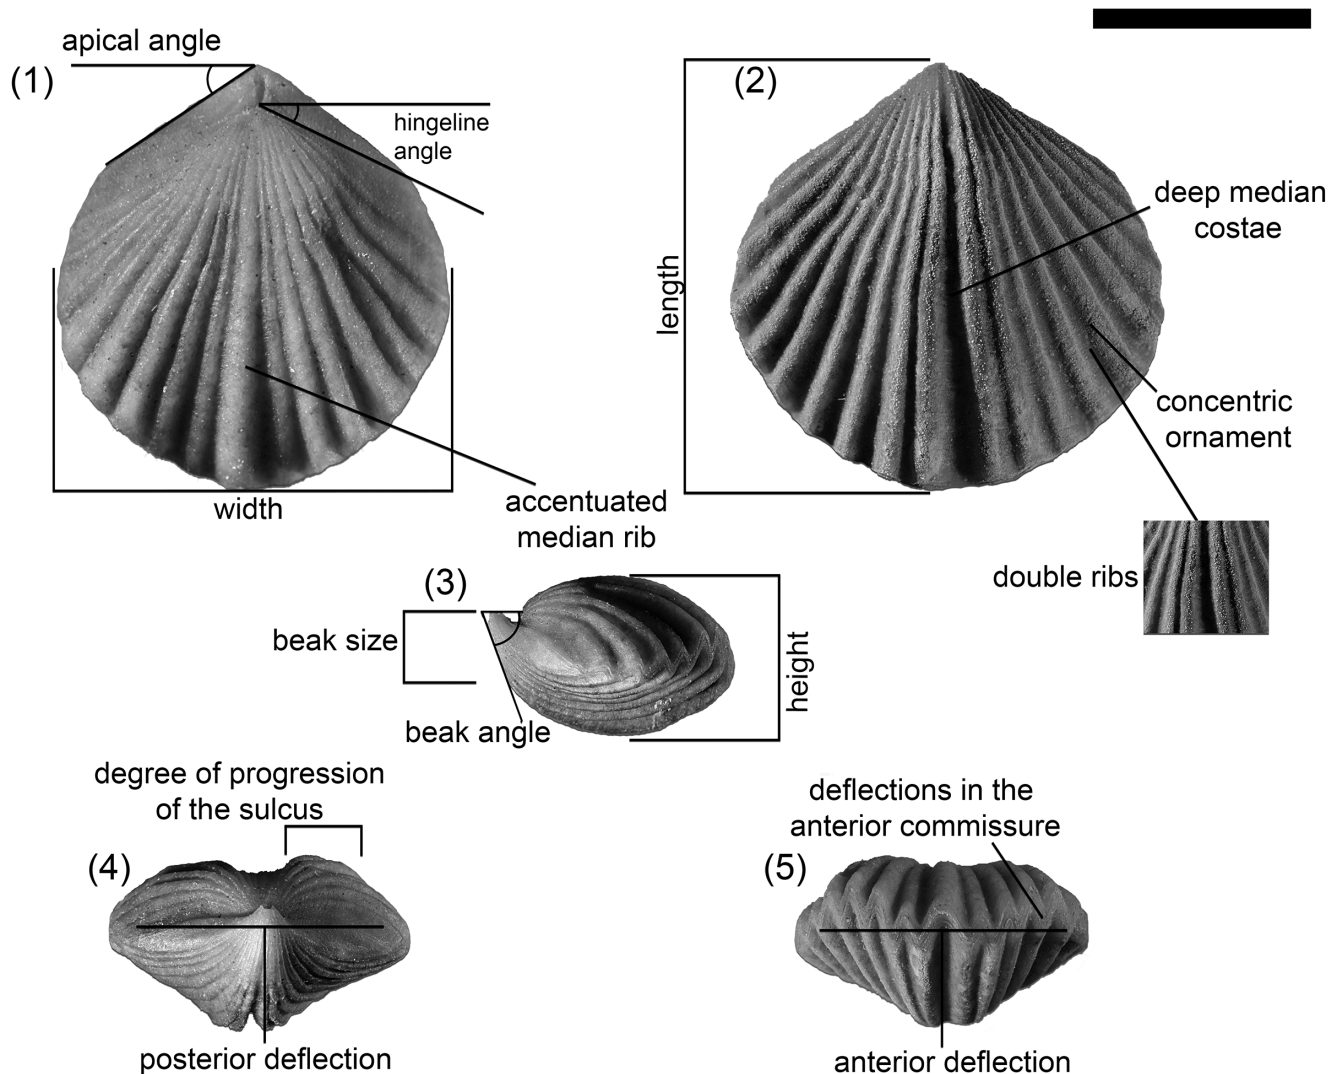 apical angle
(1)
hingeline
angle
width
accentuated
median rib
(2)
length
deep median
costae
concentric
ornament
double ribs
(3)
beak size
beak angle
height
degree of progression
of the sulcus
(4)
posterior deflection
deflections in the
anterior commissure
(5)
anterior deflection